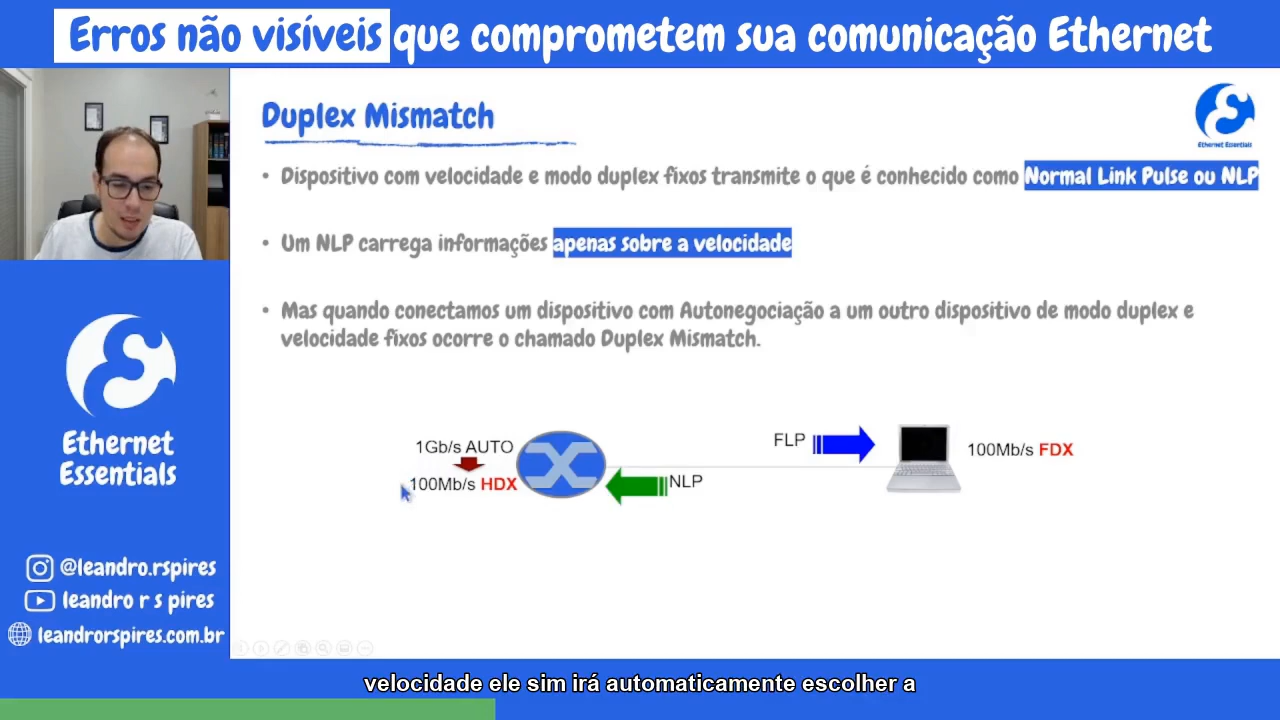 Erros não visíveis que comprometem sua comunicação Ethernet
Duplex Mismatch
Ethernet Essentials
• Dispositivo com velocidade e modo duplex fixos transmite o que é conhecido como Normal Link Pulse ou NLP
• Um NLP carrega informações apenas sobre a velocidade
• Mas quando conectamos um dispositivo com Autonegociação a um outro dispositivo de modo duplex e
velocidade fixos ocorre o chamado Duplex Mismatch.
1Gb/s AUTO
100Mb/s HDX
FLP
NLP
100Mb/s FDX
Ethernet
Essentials
@leandro.rspires
leandro r s pires
leandrorspires.com.br
velocidade ele sim irá automaticamente escolher a